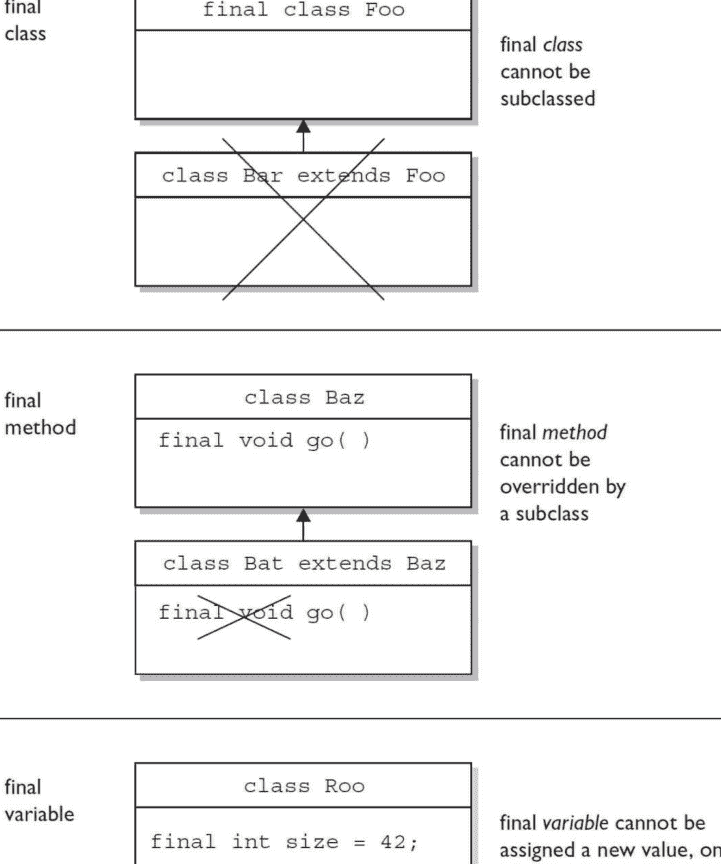 final
class
final class Foo
final class
cannot be
subclassed
class Bar extends Foo
final
method
class Baz
final void go( )
final method
cannot be
overridden by
a subclass
class Bat extends Baz
final void go( )
final
variable
class Roo
final int size = 42;
final variable cannot be
assigned a new value,